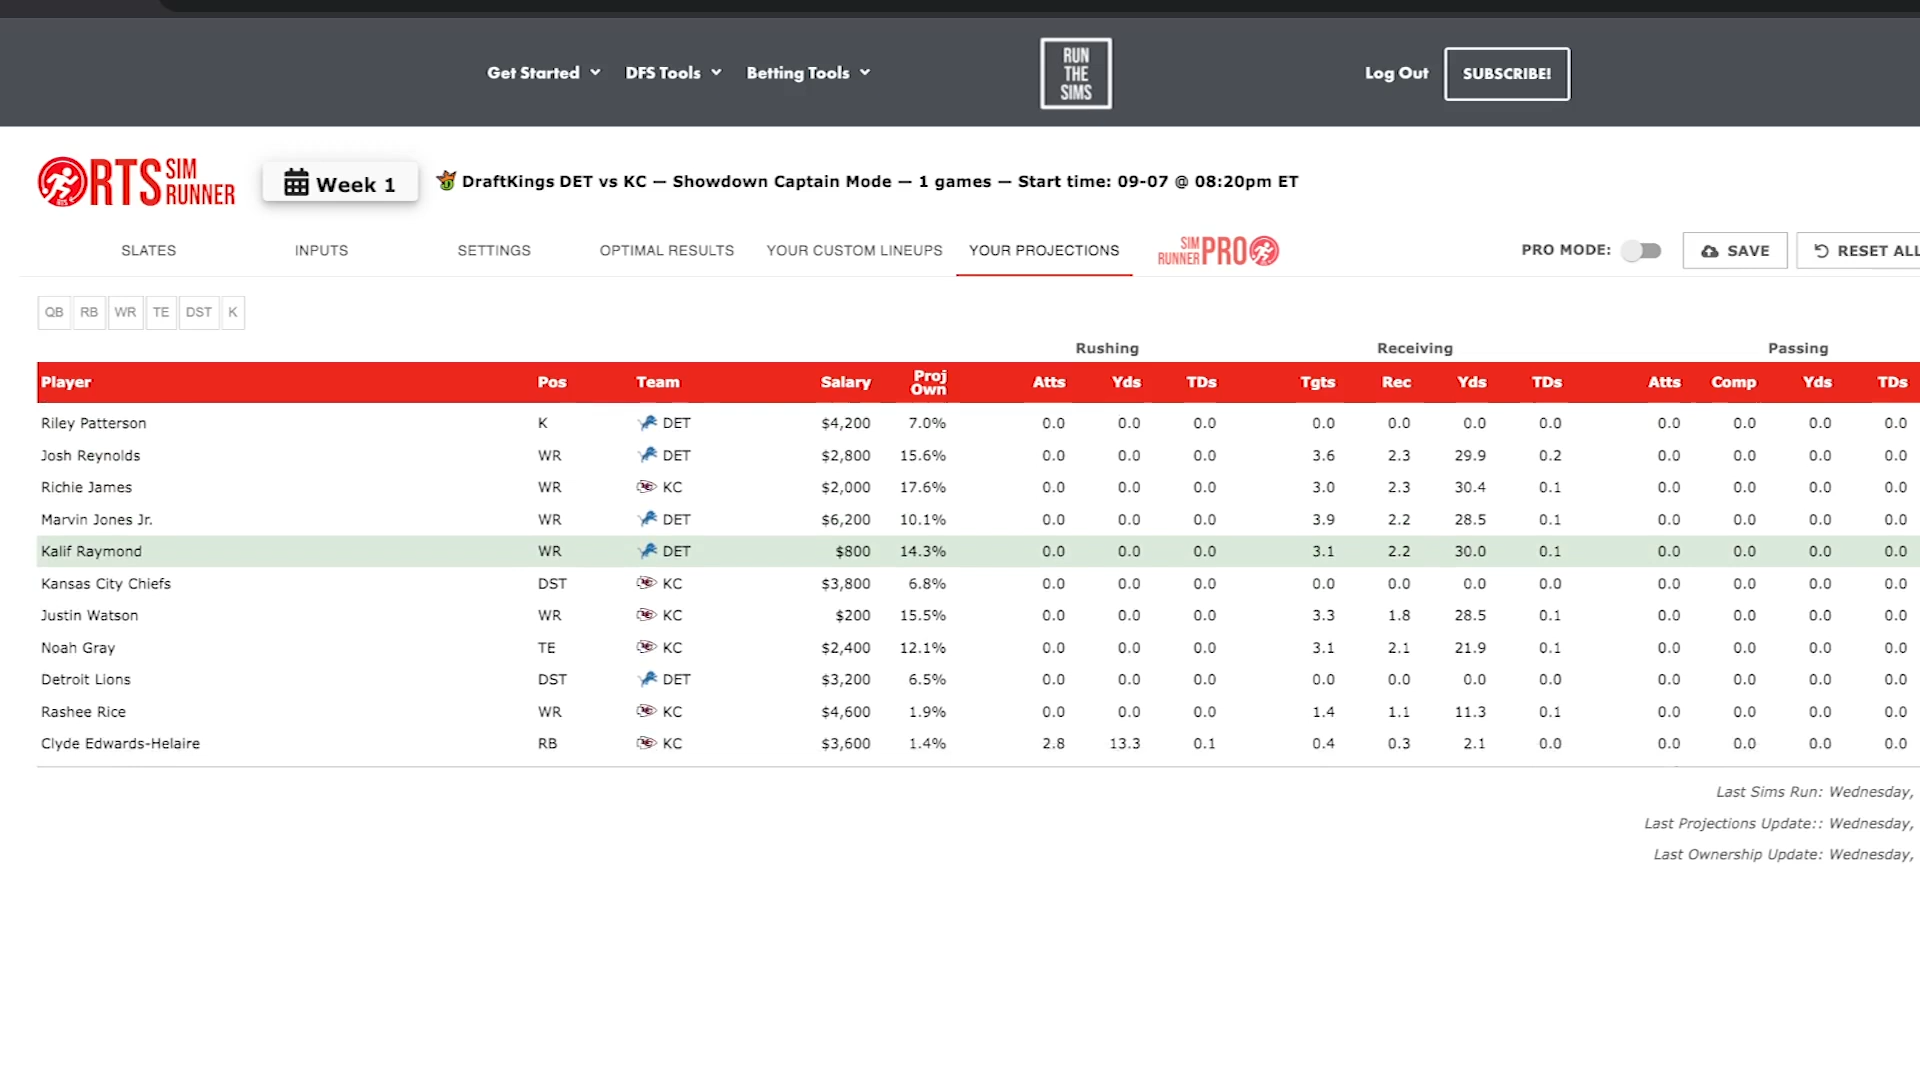 Get Started DFS Tools Betting Tools RUN THE SIMS Log Out SUBSCRIBE!
RTS SIM RUNNER Week 1 DraftKings DET vs KC — Showdown Captain Mode — 1 games — Start time: 09-07 @ 08:20pm ET
SLATES INPUTS SETTINGS OPTIMAL RESULTS YOUR CUSTOM LINEUPS YOUR PROJECTIONS SIM RUNNER PRO PRO MODE: SAVE RESET ALL
QB RB WR TE DST K
Rushing Receiving Passing
Player Pos Team Salary Proj Own Atts Yds TDs Tgts Rec Yds TDs Atts Comp Yds TDs
Riley Patterson K DET $4,200 7.0% 0.0 0.0 0.0 0.0 0.0 0.0 0.0 0.0 0.0 0.0 0.0
Josh Reynolds WR DET $2,800 15.6% 0.0 0.0 0.0 3.6 2.3 29.9 0.2 0.0 0.0 0.0 0.0
Richie James WR KC $2,000 17.6% 0.0 0.0 0.0 3.0 2.3 30.4 0.1 0.0 0.0 0.0 0.0
Marvin Jones Jr. WR DET $6,200 10.1% 0.0 0.0 0.0 3.9 2.2 28.5 0.1 0.0 0.0 0.0 0.0
Kalif Raymond WR DET $800 14.3% 0.0 0.0 0.0 3.1 2.2 30.0 0.1 0.0 0.0 0.0 0.0
Kansas City Chiefs DST KC $3,800 6.8% 0.0 0.0 0.0 0.0 0.0 0.0 0.0 0.0 0.0 0.0 0.0
Justin Watson WR KC $200 15.5% 0.0 0.0 0.0 3.3 1.8 28.5 0.1 0.0 0.0 0.0 0.0
Noah Gray TE KC $2,400 12.1% 0.0 0.0 0.0 3.1 2.1 21.9 0.1 0.0 0.0 0.0 0.0
Detroit Lions DST DET $3,200 6.5% 0.0 0.0 0.0 0.0 0.0 0.0 0.0 0.0 0.0 0.0 0.0
Rashee Rice WR KC $4,600 1.9% 0.0 0.0 0.0 1.4 1.1 11.3 0.1 0.0 0.0 0.0 0.0
Clyde Edwards-Helaire RB KC $3,600 1.4% 2.8 13.3 0.1 0.4 0.3 2.1 0.0 0.0 0.0 0.0 0.0
Last Sims Run: Wednesday,
Last Projections Update:: Wednesday,
Last Ownership Update: Wednesday,